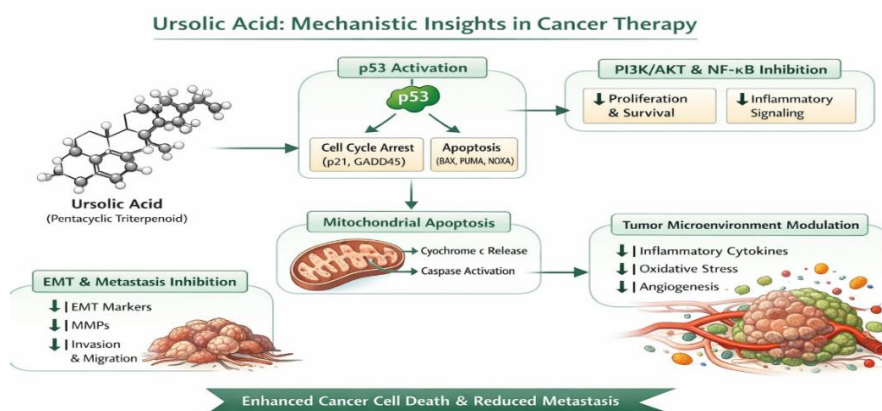 Ursolic Acid: Mechanistic Insights in Cancer Therapy
Ursolic Acid
(Pentacyclic Triterpenoid)
p53 Activation
p53
Cell Cycle Arrest
(p21, GADD45)
Apoptosis
(BAX, PUMA, NOXA)
PI3K/AKT & NF-κB Inhibition
Proliferation
& Survival
Inflammatory
Signaling
Mitochondrial Apoptosis
Cyochrome c Release
Caspase Activation
Tumor Microenvironment Modulation
Inflammatory Cytokines
Oxidative Stress
Angiogenesis
EMT & Metastasis Inhibition
EMT Markers
MMPs
Invasion
& Migration
Enhanced Cancer Cell Death & Reduced Metastasis